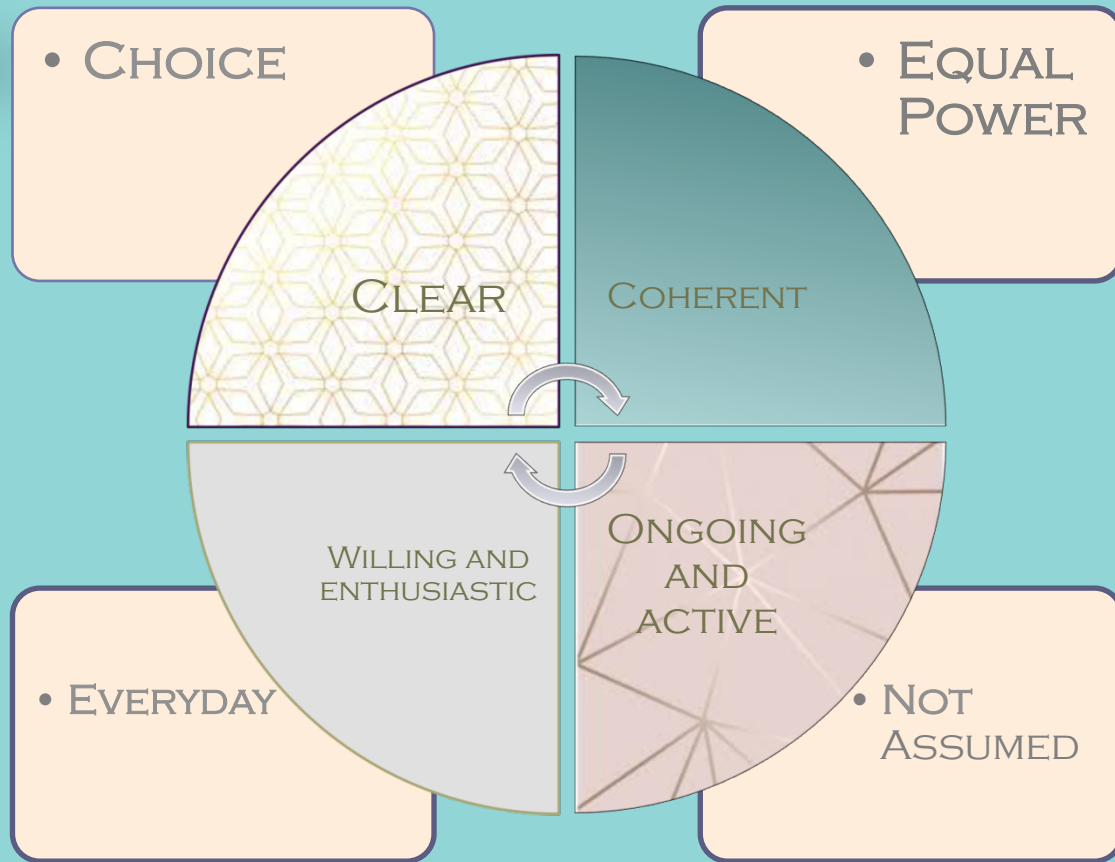 • Choice
• Equal
Power
Clear
Coherent
Willing and
enthusiastic
Ongoing
and
active
• Everyday
• Not
Assumed